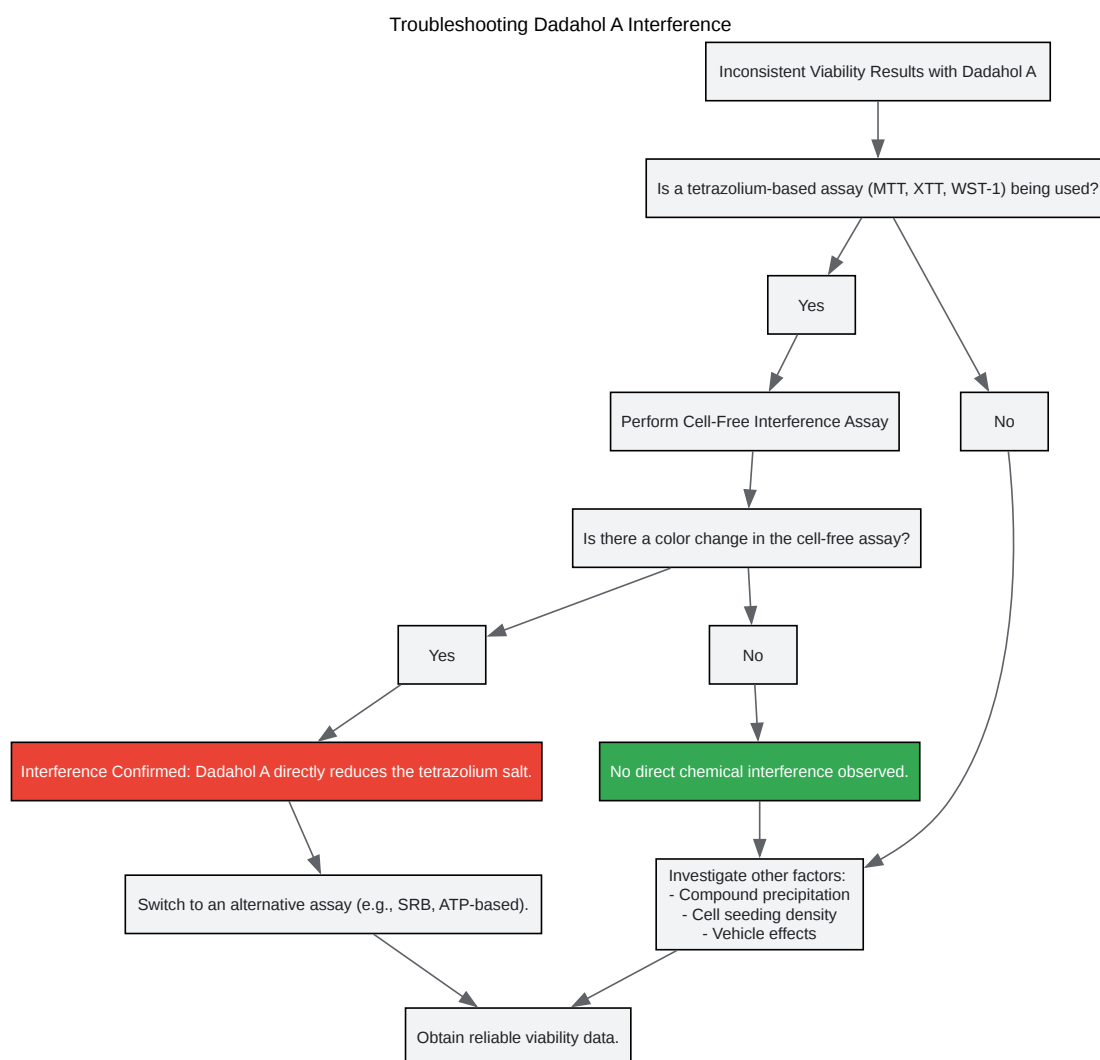 Troubleshooting Dadahol A Interference
Inconsistent Viability Results with Dadahol A
Is a tetrazolium-based assay (MTT, XTT, WST-1) being used?
Yes
Perform Cell-Free Interference Assay
No
Is there a color change in the cell-free assay?
Yes
No
Interference Confirmed: Dadahol A directly reduces the tetrazolium salt.
No direct chemical interference observed.
Switch to an alternative assay (e.g., SRB, ATP-based).
Investigate other factors:
- Compound precipitation
- Cell seeding density
- Vehicle effects
Obtain reliable viability data.